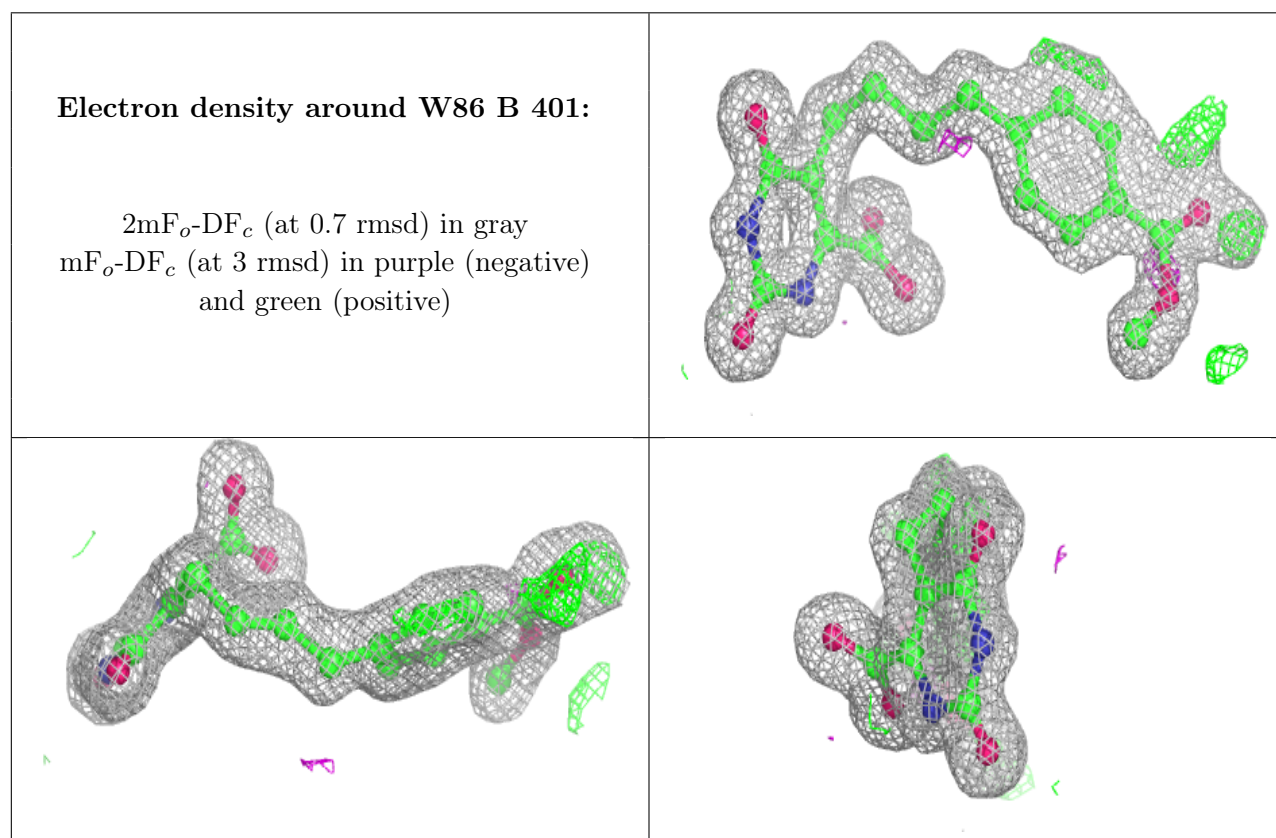 Electron density around W86 B 401:
2mFo-DFc (at 0.7 rmsd) in gray
mFo-DFc (at 3 rmsd) in purple (negative)
and green (positive)